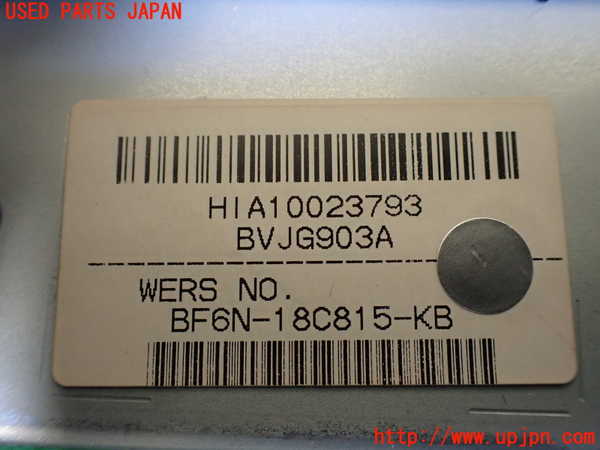 USED PARTS JAPAN
HIA10023793
BVJG903A
WERS NO.
BF6N-18C815-KB
http://www.upjpn.com